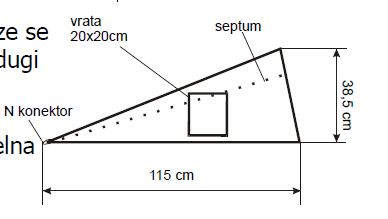 ze se
dugi
vrata
20x20cm
septum
N konektor
elna
38,5 cm
115 cm